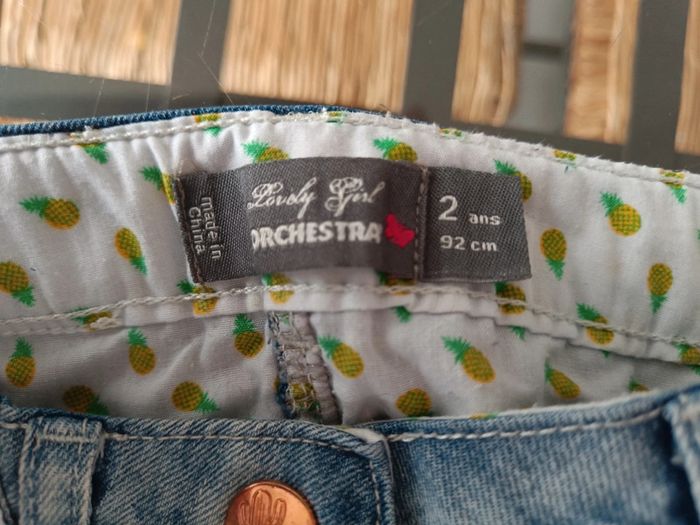 made in
China
Lovely Girl
ORCHESTRA
2 ans
92 cm